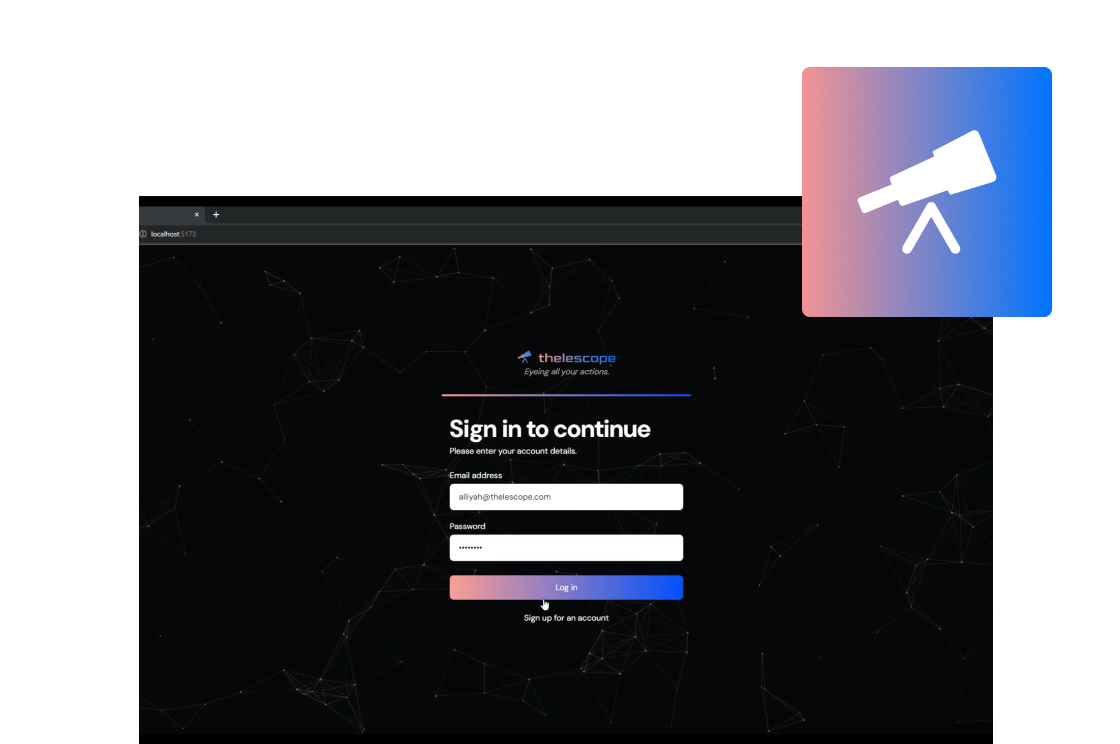 localhost:5173
thelescope
Eyeing all your actions.
Sign in to continue
Please enter your account details.
Email address
alliyah@thelescope.com
Password
••••••••
Log in
Sign up for an account